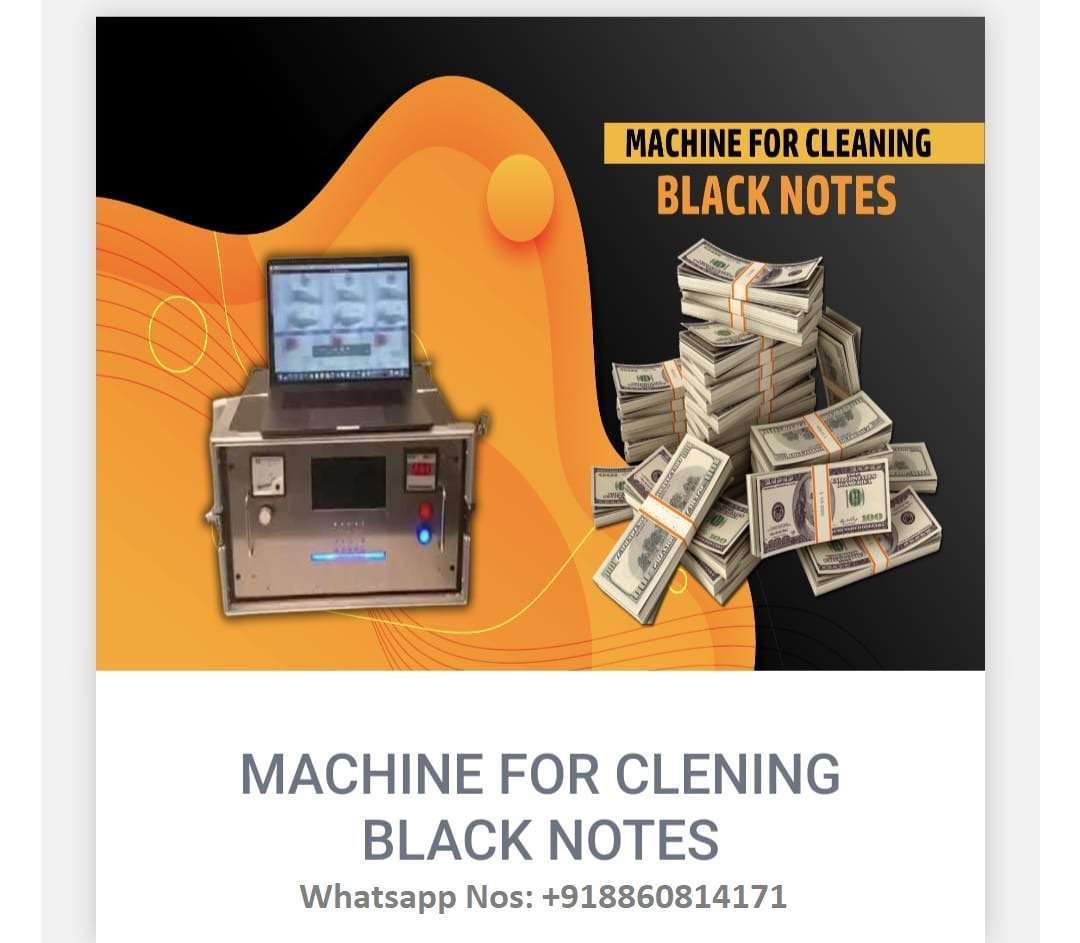 MACHINE FOR CLEANING
BLACK NOTES
MACHINE FOR CLENING
BLACK NOTES
Whatsapp Nos: +918860814171